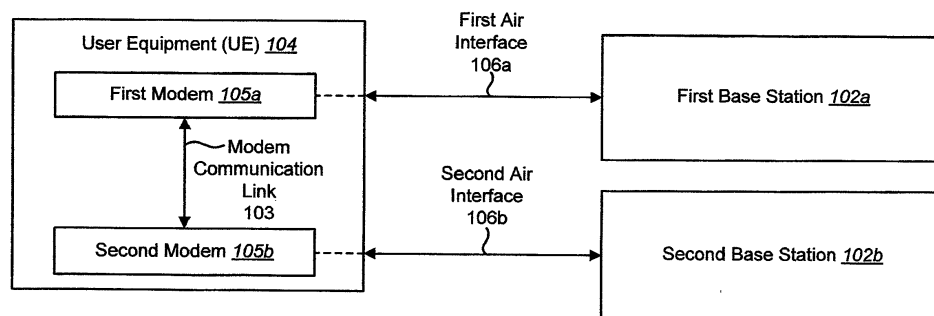 User Equipment (UE) 104
First Modem 105a
Modem
Communication
Link
103
Second Modem 105b
First Air
Interface
106a
Second Air
Interface
106b
First Base Station 102a
Second Base Station 102b